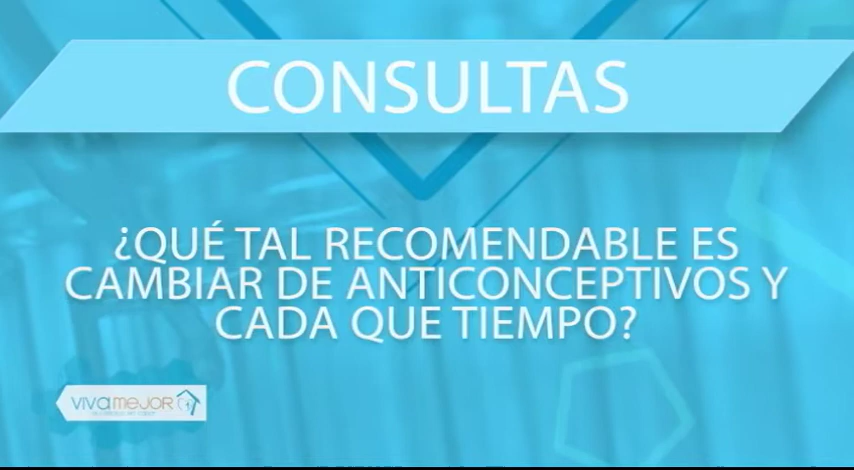 CONSULTAS
¿QUÉ TAL RECOMENDABLE ES
CAMBIAR DE ANTICONCEPTIVOS Y
CADA QUE TIEMPO?
VIVAMEJOR